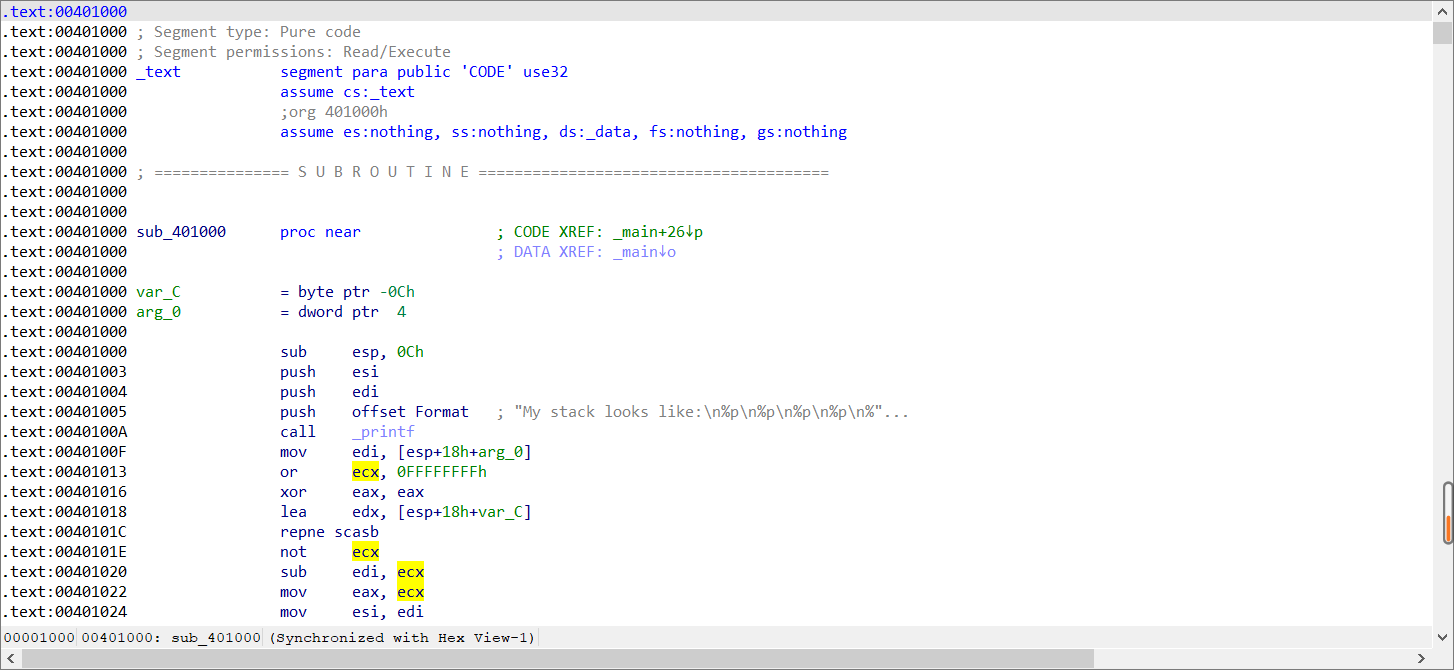 .text:00401000
.text:00401000 ; Segment type: Pure code
.text:00401000 ; Segment permissions: Read/Execute
.text:00401000 _text segment para public 'CODE' use32
.text:00401000 assume cs:_text
.text:00401000 ;org 401000h
.text:00401000 assume es:nothing, ss:nothing, ds:_data, fs:nothing, gs:nothing
.text:00401000
.text:00401000 ; =============== S U B R O U T I N E =======================================
.text:00401000
.text:00401000
.text:00401000 sub_401000 proc near ; CODE XREF: _main+26↓p
.text:00401000 ; DATA XREF: _main↓o
.text:00401000
.text:00401000 var_C = byte ptr -0Ch
.text:00401000 arg_0 = dword ptr 4
.text:00401000
.text:00401000 sub esp, 0Ch
.text:00401003 push esi
.text:00401004 push edi
.text:00401005 push offset Format ; "My stack looks like:\n%p\n%p\n%p\n%p\n%"...
.text:0040100A call _printf
.text:0040100F mov edi, [esp+18h+arg_0]
.text:00401013 or ecx, 0FFFFFFFFh
.text:00401016 xor eax, eax
.text:00401018 lea edx, [esp+18h+var_C]
.text:0040101C repne scasb
.text:0040101E not ecx
.text:00401020 sub edi, ecx
.text:00401022 mov eax, ecx
.text:00401024 mov esi, edi
00001000 00401000: sub_401000 (Synchronized with Hex View-1)